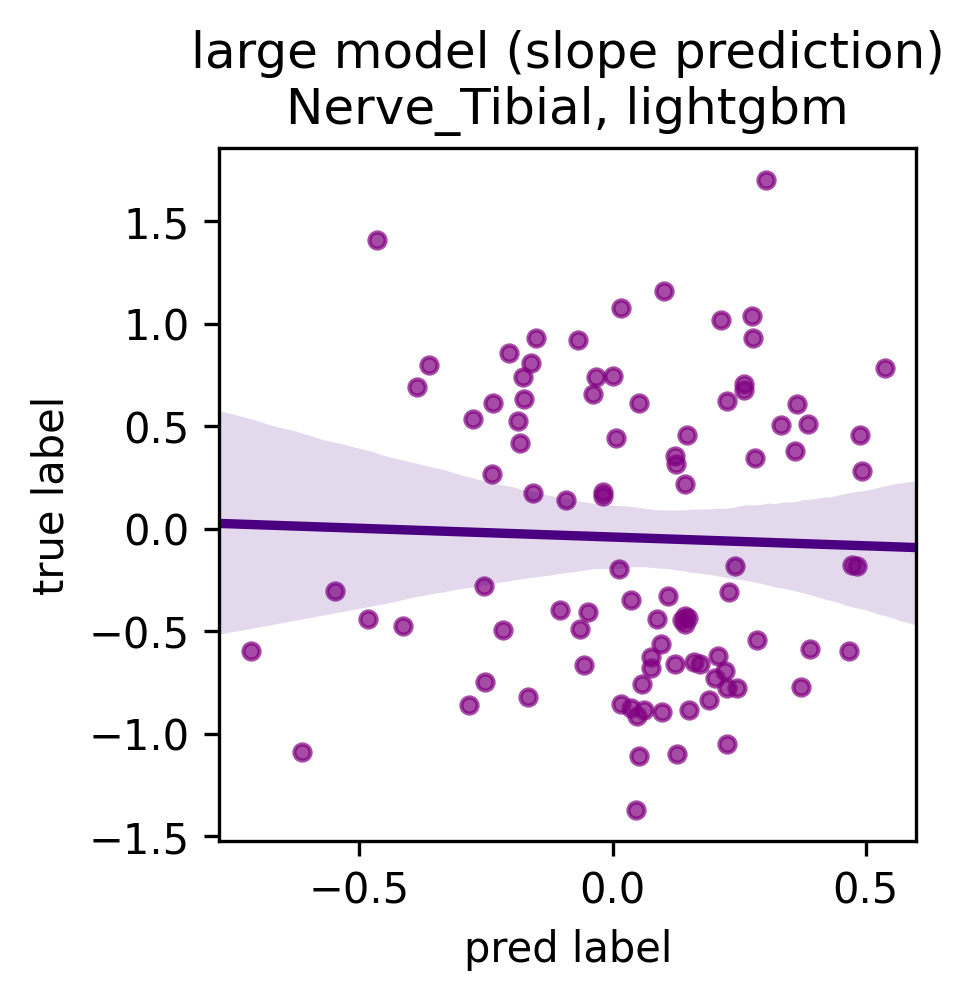 large model (slope prediction)
Nerve_Tibial, lightgbm
1.5
1.0
0.5
0.0
−0.5
−1.0
−1.5
true label
−0.5
0.0
0.5
pred label